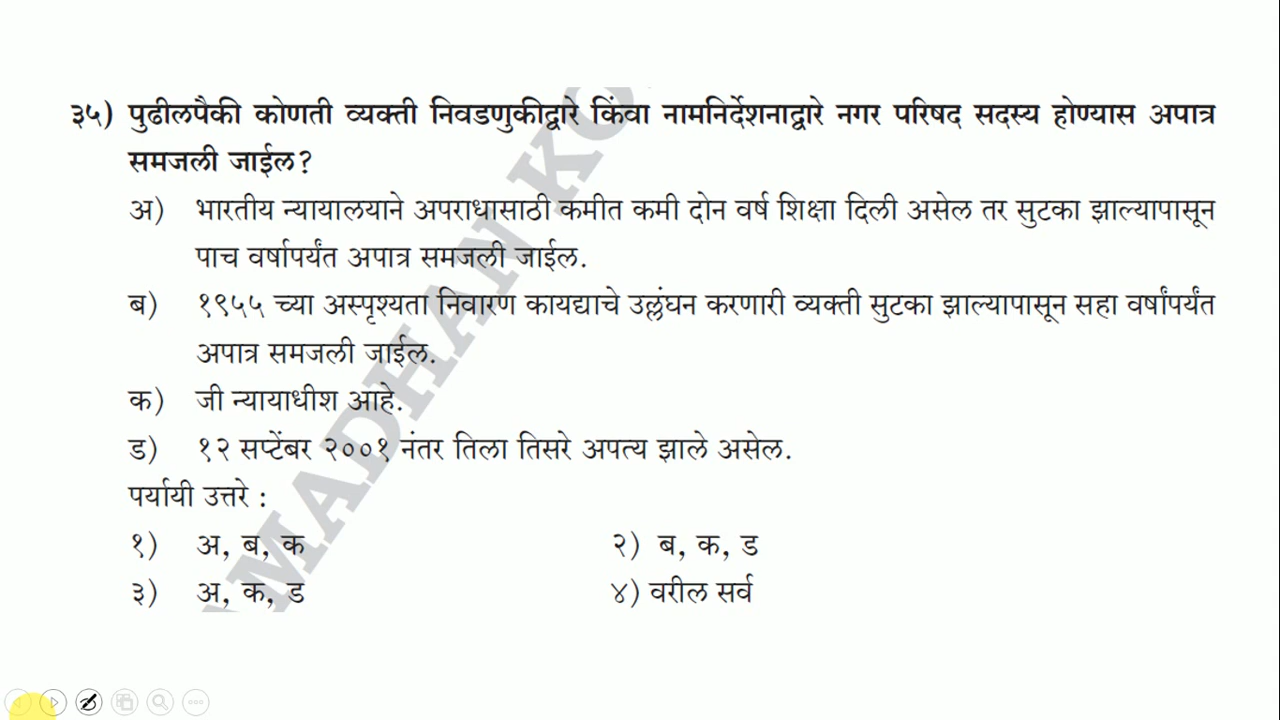 ३५) पुढीलपैकी कोणती व्यक्ती निवडणुकीद्वारे किंवा नामनिर्देशनाद्वारे नगर परिषद सदस्य होण्यास अपात्र
समजली जाईल?
अ) भारतीय न्यायालयाने अपराधासाठी कमीत कमी दोन वर्ष शिक्षा दिली असेल तर सुटका झाल्यापासून
पाच वर्षापर्यंत अपात्र समजली जाईल.
ब) १९५५ च्या अस्पृश्यता निवारण कायद्याचे उल्लंघन करणारी व्यक्ती सुटका झाल्यापासून सहा वर्षांपर्यंत
अपात्र समजली जाईल.
क) जी न्यायाधीश आहे.
ड) १२ सप्टेंबर २००१ नंतर तिला तिसरे अपत्य झाले असेल.
पर्यायी उत्तरे :
१) अ, ब, क २) ब, क, ड
३) अ, क, ड ४) वरील सर्व